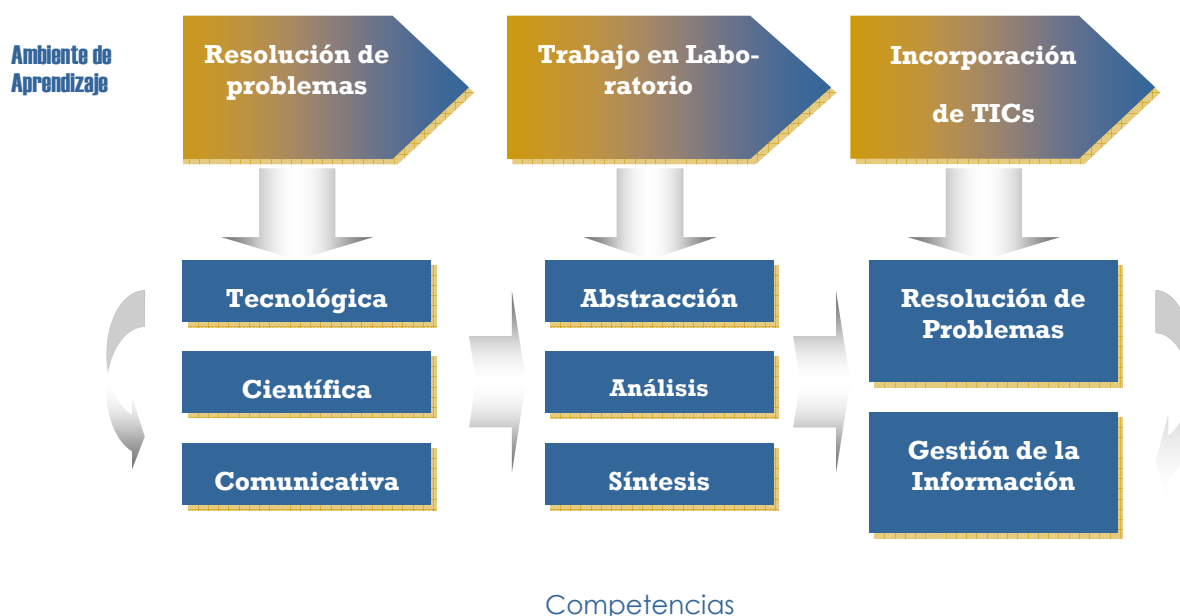 Ambiente de
Aprendizaje
Resolución de
problemas
Trabajo en Labo-
ratorio
Incorporación
de TICs
Tecnológica
Científica
Comunicativa
Abstracción
Análisis
Síntesis
Resolución de
Problemas
Gestión de la
Información
Competencias